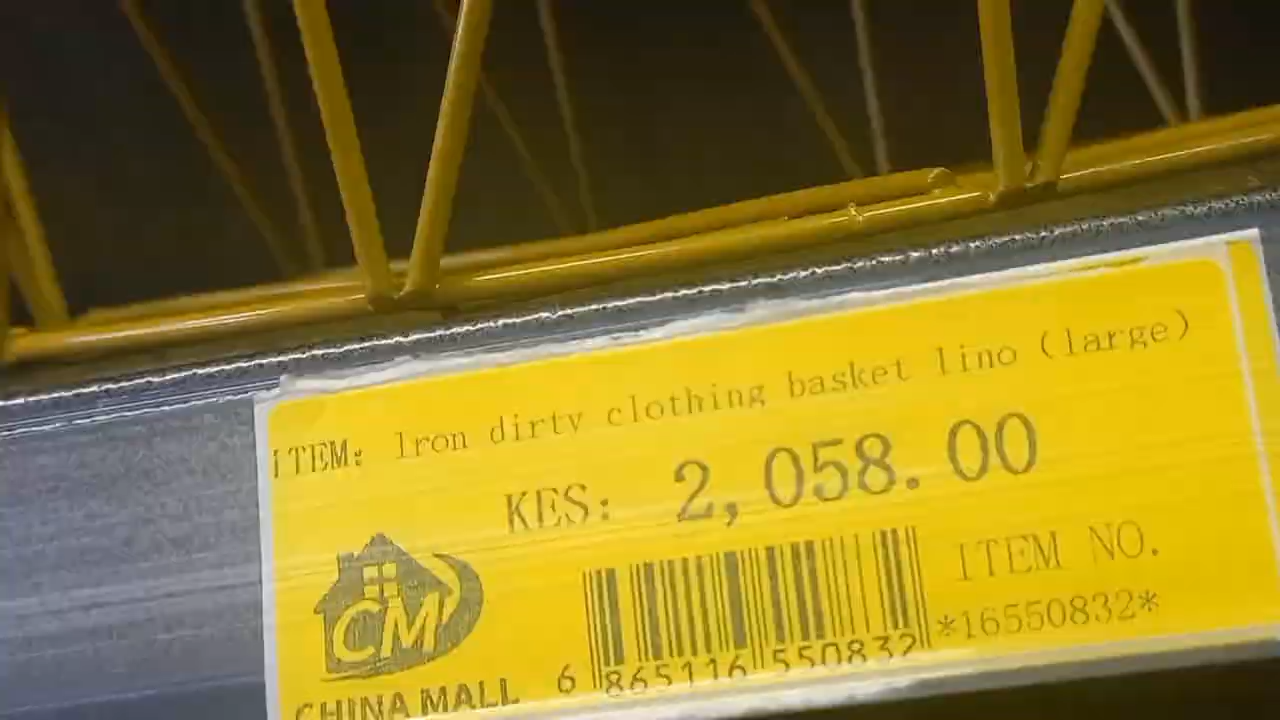 ITEM: Iron dirty clothing basket lino (large)
KES: 2,058.00
CM
CHINA MALL
6 865116 550832
ITEM NO.
*16550832*